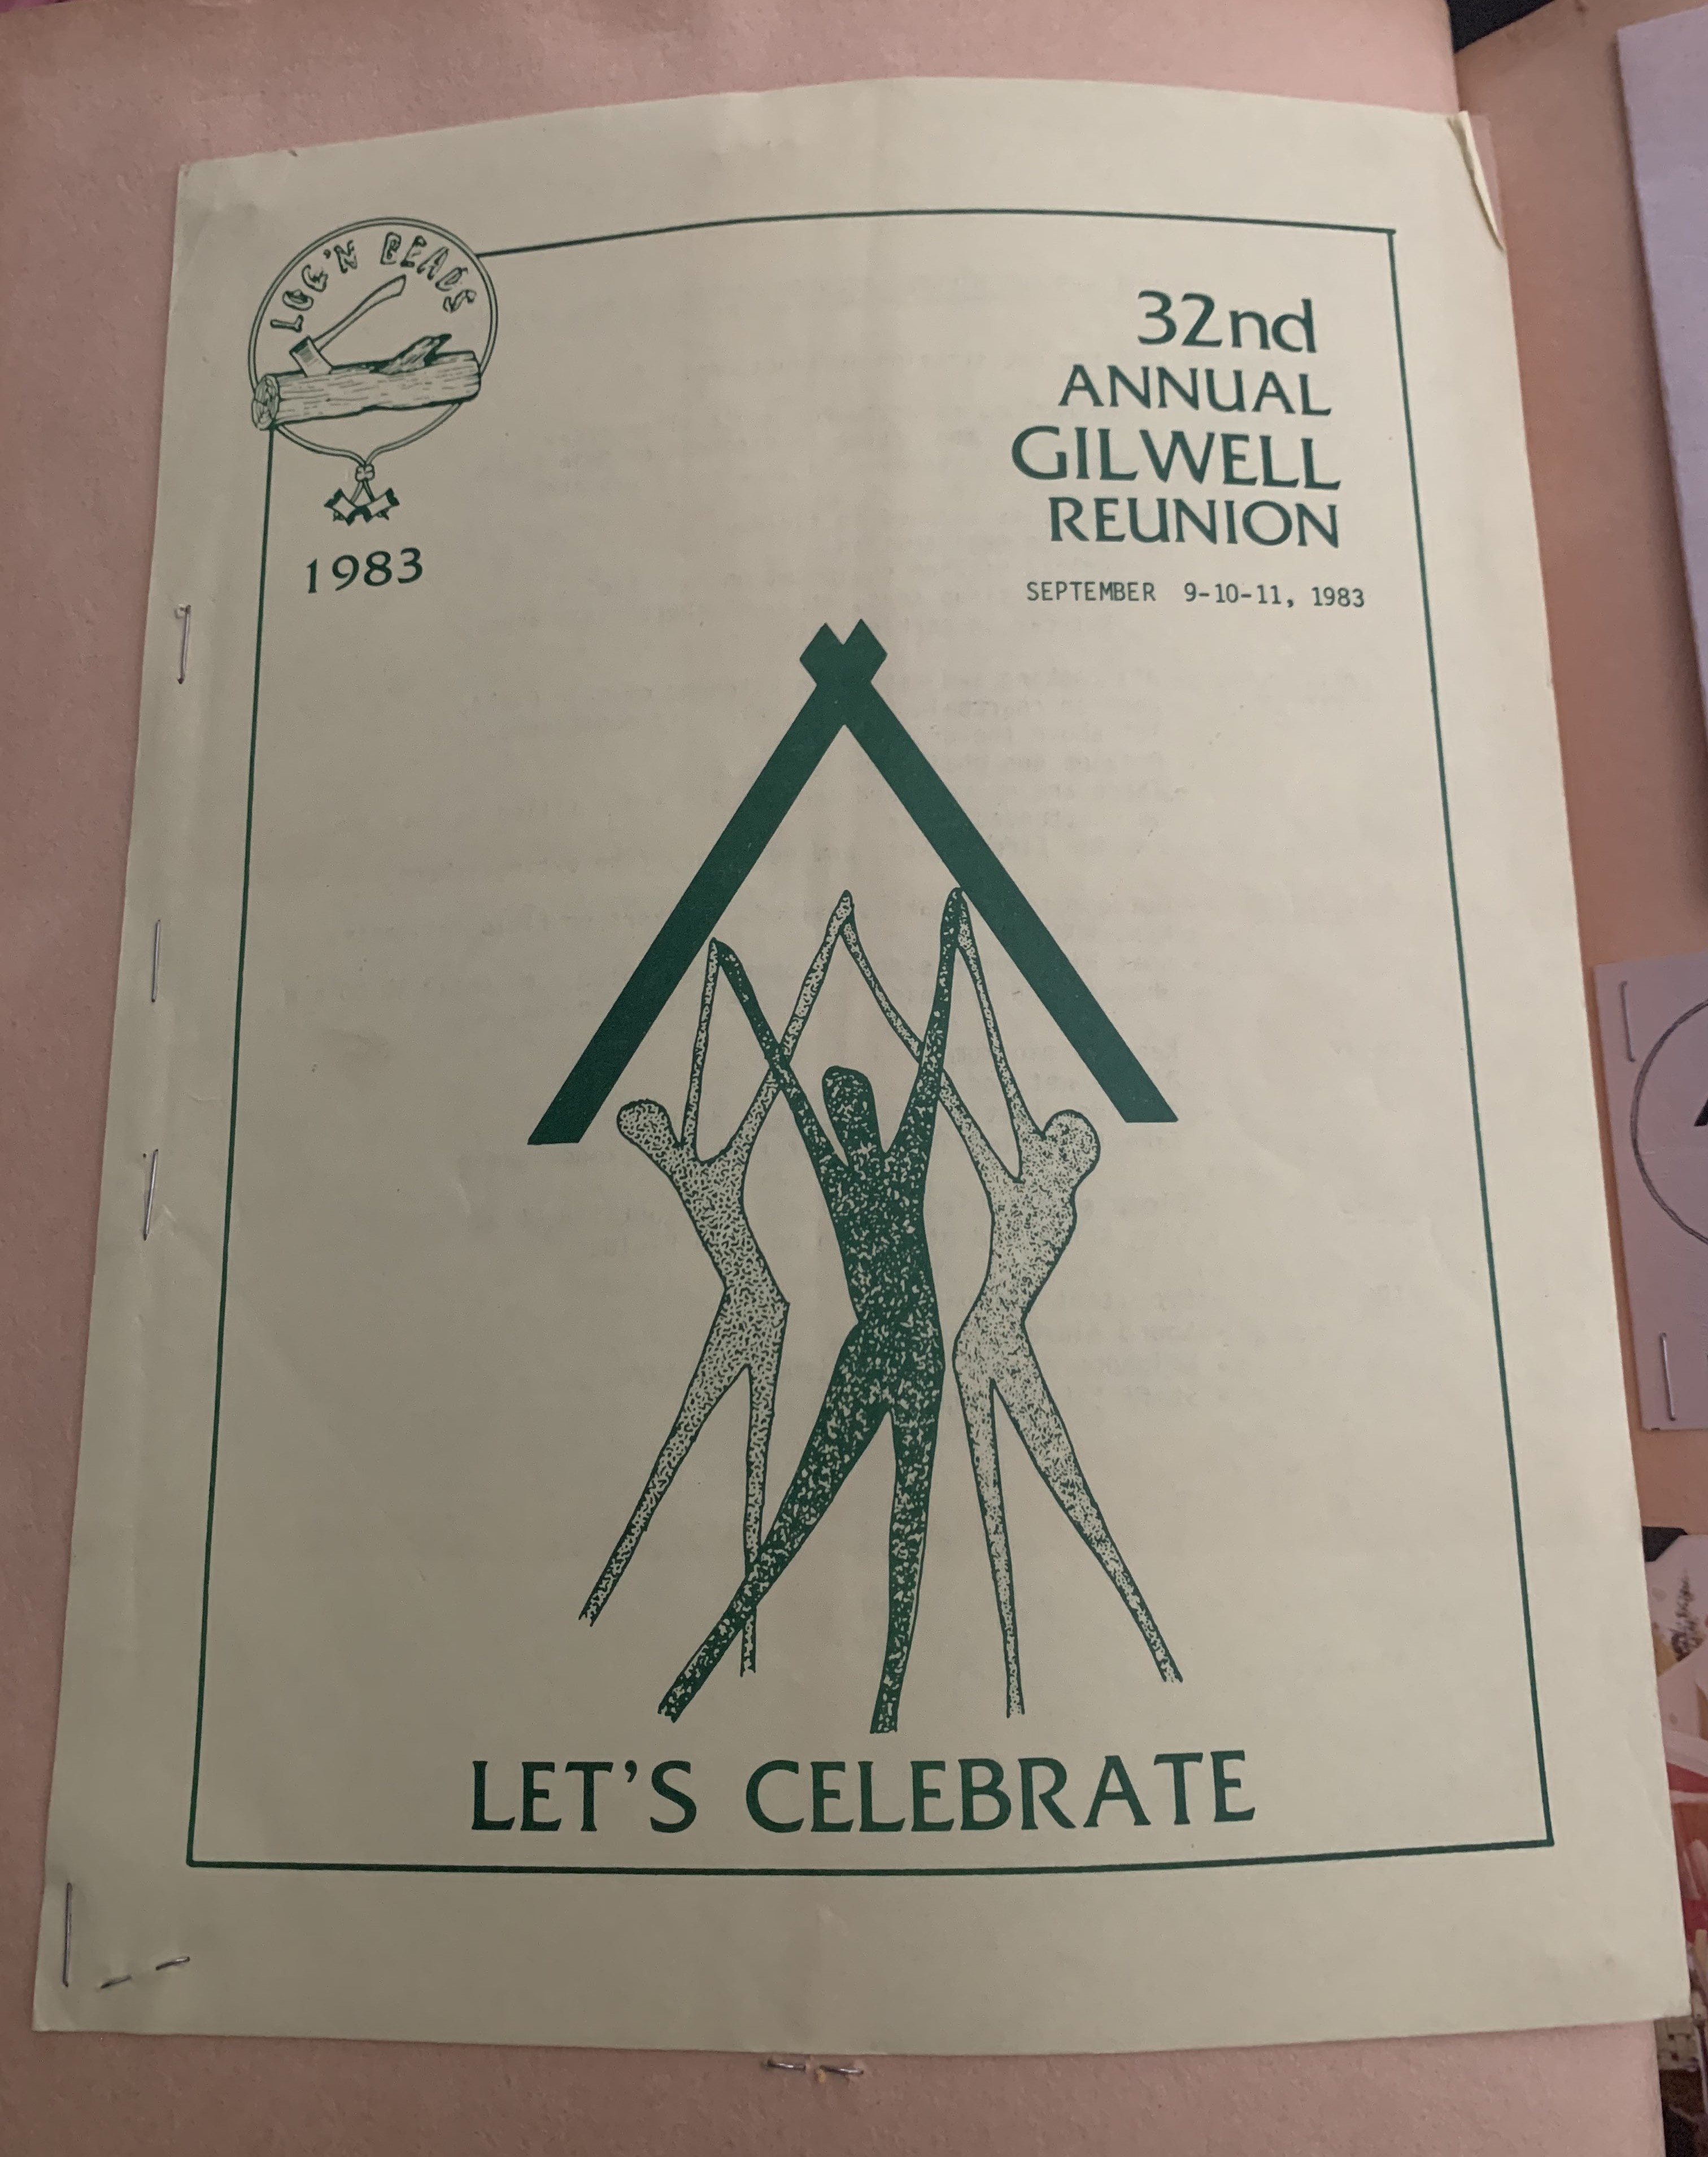 LOG'N BEADS
1983
32nd
ANNUAL
GILWELL
REUNION
SEPTEMBER 9-10-11, 1983
LET'S CELEBRATE